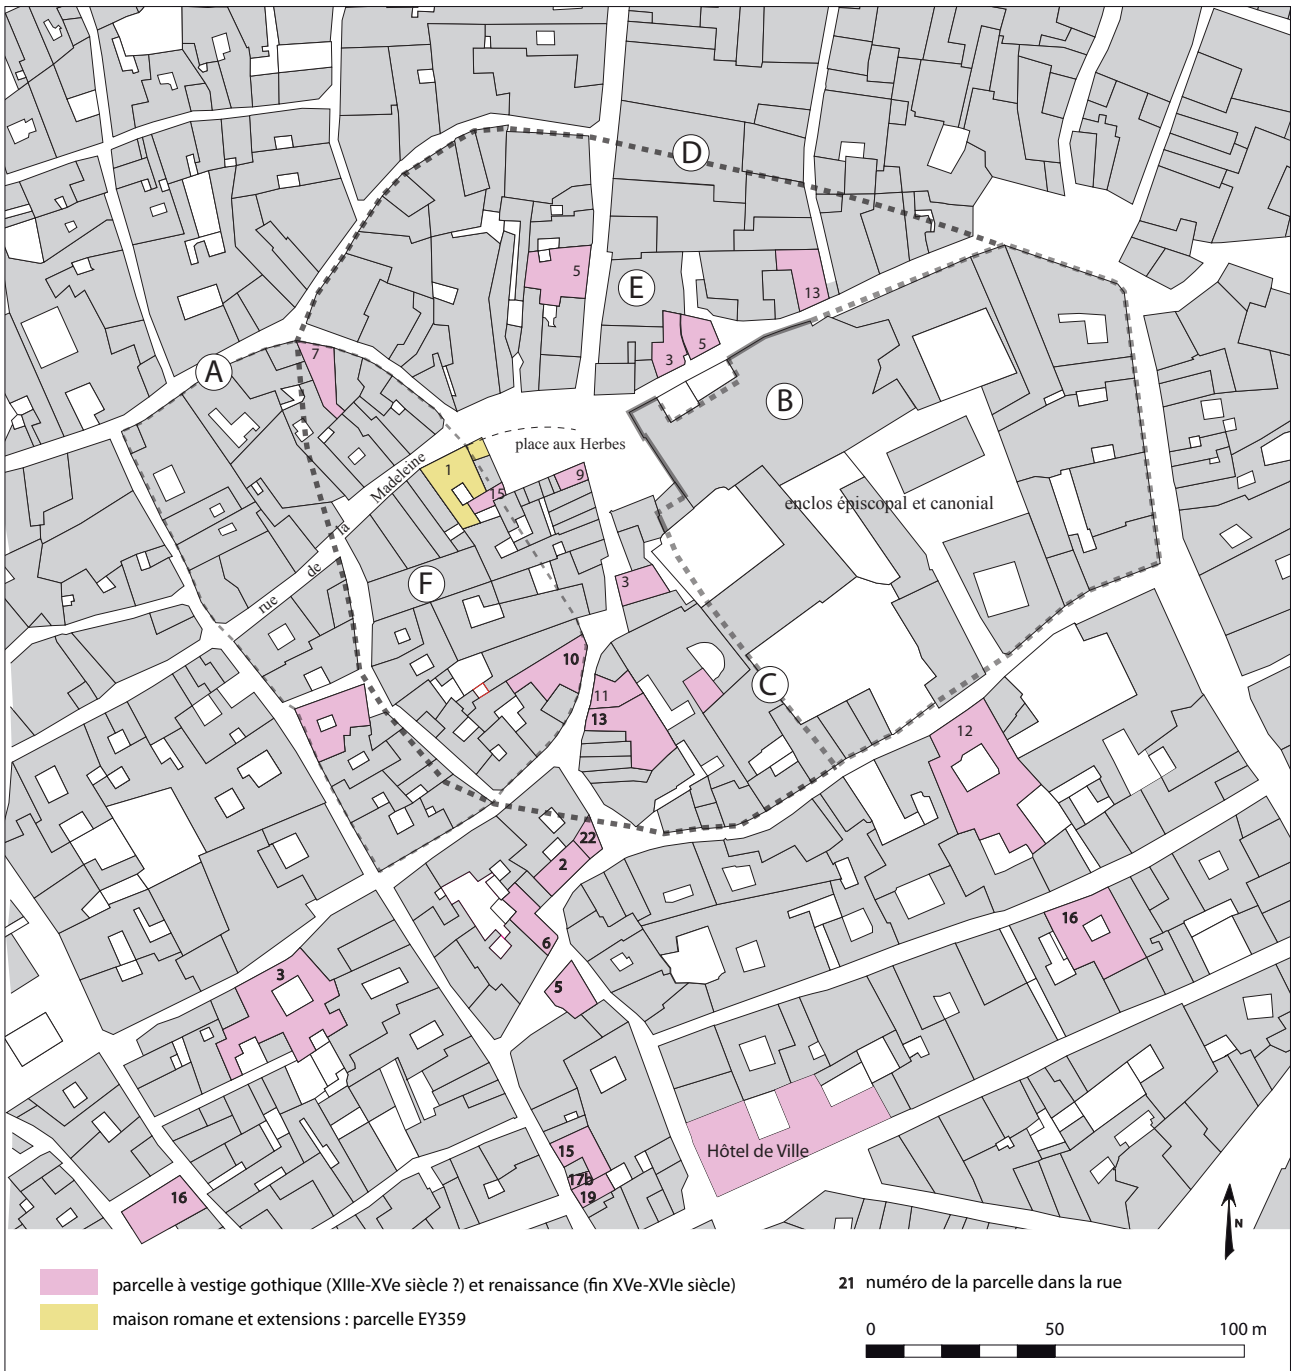 D
5
E
13
5
3
7
A
B
place aux Herbes
1
9
15
enclos épiscopal et canonial
rue de la Madeleine
F
3
10
C
11
13
12
22
2
16
6
3
5
15
Hôtel de Ville
17b
19
16
N
parcelle à vestige gothique (XIIIe-XVe siècle ?) et renaissance (fin XVe-XVIe siècle)
21 numéro de la parcelle dans la rue
maison romane et extensions : parcelle EY359
0 50 100 m